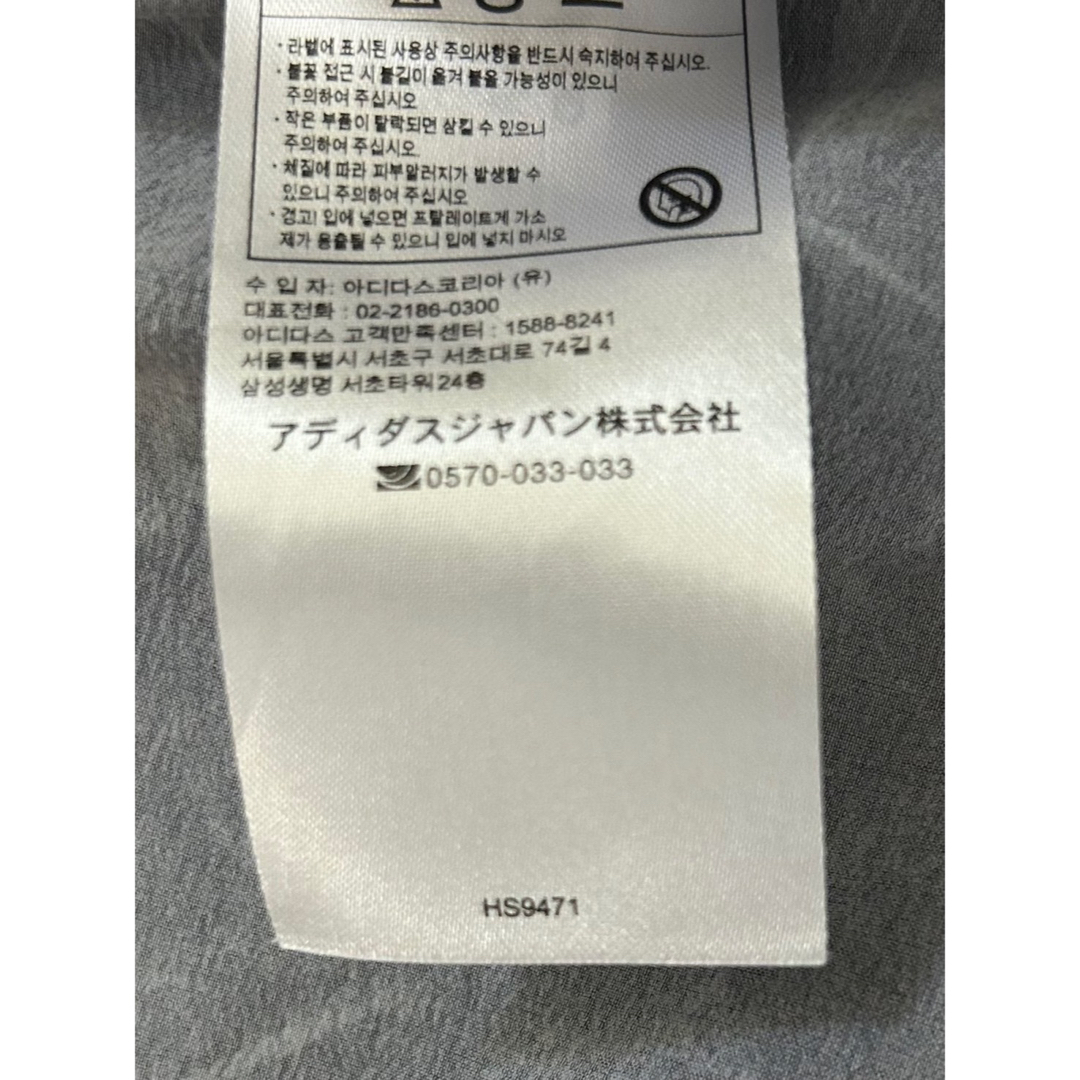 · 라벨에 표시된 사용상 주의사항을 반드시 숙지하여 주십시오.
· 불꽃 접근 시 불길이 옮겨 붙을 가능성이 있으니
주의하여 주십시오
· 작은 부품이 탈락되면 삼킬 수 있으니
주의하여 주십시오.
· 체질에 따라 피부알러지가 발생할 수
있으니 주의하여 주십시오
· 경고! 입에 넣으면 프탈레이트계 가소
제가 용출될 수 있으니 입에 넣지 마시오
수 입 자: 아디다스코리아 (유)
대표전화 : 02-2186-0300
아디다스 고객만족센터 : 1588-8241
서울특별시 서초구 서초대로 74길 4
삼성생명 서초타워 24층
アディダスジャパン株式会社
0570-033-033
HS9471